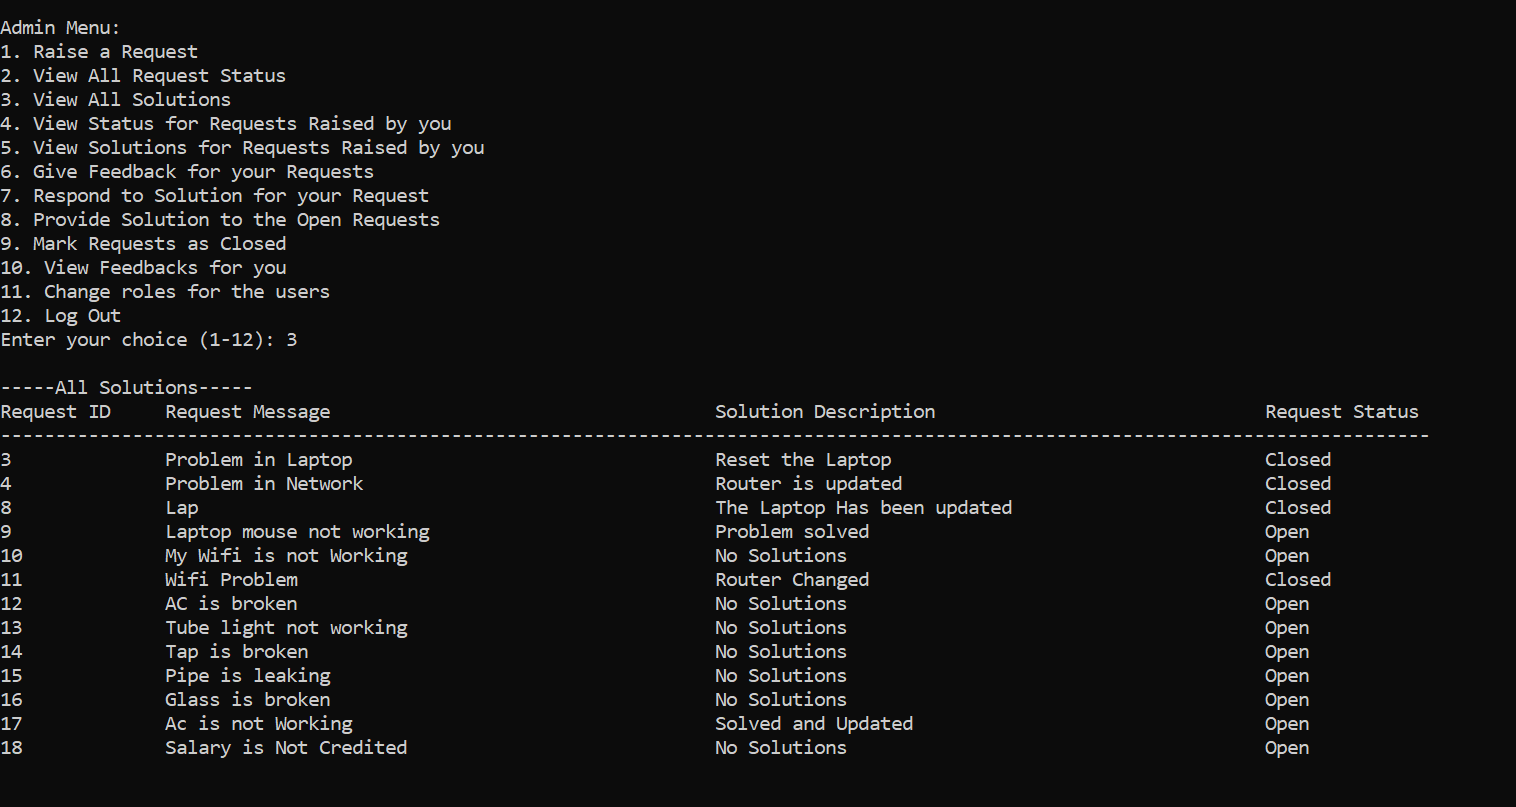 Admin Menu:
1. Raise a Request
2. View All Request Status
3. View All Solutions
4. View Status for Requests Raised by you
5. View Solutions for Requests Raised by you
6. Give Feedback for your Requests
7. Respond to Solution for your Request
8. Provide Solution to the Open Requests
9. Mark Requests as Closed
10. View Feedbacks for you
11. Change roles for the users
12. Log Out
Enter your choice (1-12): 3
-----All Solutions-----
Request ID     Request Message                                   Solution Description                              Request Status
----------------------------------------------------------------------------------------------------------------------------------
3              Problem in Laptop                                 Reset the Laptop                                  Closed
4              Problem in Network                                Router is updated                                 Closed
8              Lap                                               The Laptop Has been updated                       Closed
9              Laptop mouse not working                          Problem solved                                    Open
10             My Wifi is not Working                            No Solutions                                      Open
11             Wifi Problem                                      Router Changed                                    Closed
12             AC is broken                                      No Solutions                                      Open
13             Tube light not working                            No Solutions                                      Open
14             Tap is broken                                     No Solutions                                      Open
15             Pipe is leaking                                   No Solutions                                      Open
16             Glass is broken                                   No Solutions                                      Open
17             Ac is not Working                                 Solved and Updated                                Open
18             Salary is Not Credited                            No Solutions                                      Open